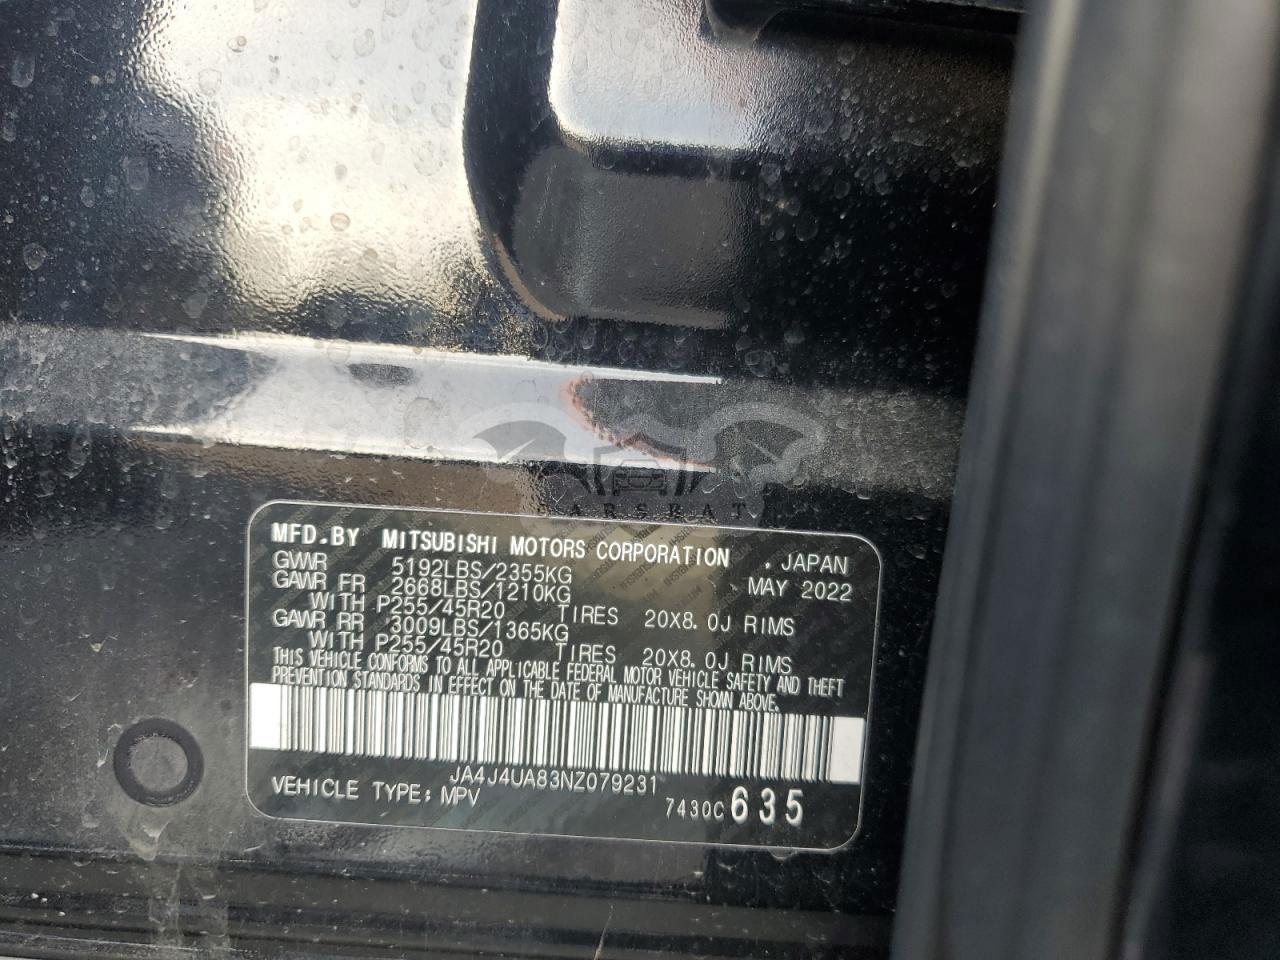 CARSBAT
MFD.BY MITSUBISHI MOTORS CORPORATION . JAPAN
GWR 5192LBS/2355KG MAY 2022
GAWR FR 2668LBS/1210KG
WITH P255/45R20 TIRES 20X8.0J RIMS
GAWR RR 3009LBS/1365KG
WITH P255/45R20 TIRES 20X8.0J RIMS
THIS VEHICLE CONFORMS TO ALL APPLICABLE FEDERAL MOTOR VEHICLE SAFETY AND THEFT
PREVENTION STANDARDS IN EFFECT ON THE DATE OF MANUFACTURE SHOWN ABOVE.
JA4J4UA83NZ079231
VEHICLE TYPE; MPV 7430C 635